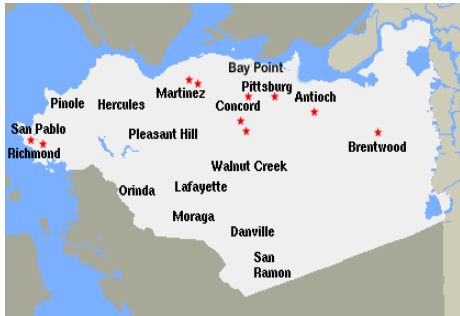 Bay Point
Pittsburg
Martinez
Antioch
Pinole
Hercules
Concord
San Pablo
Pleasant Hill
Richmond
Brentwood
Walnut Creek
Orinda
Lafayette
Moraga
Danville
San
Ramon